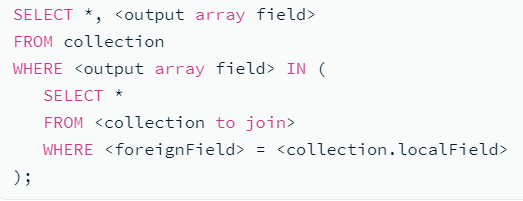 SELECT *, <output array field>
FROM collection
WHERE <output array field> IN (
SELECT *
FROM <collection to join>
WHERE <foreignField> = <collection.localField>
);